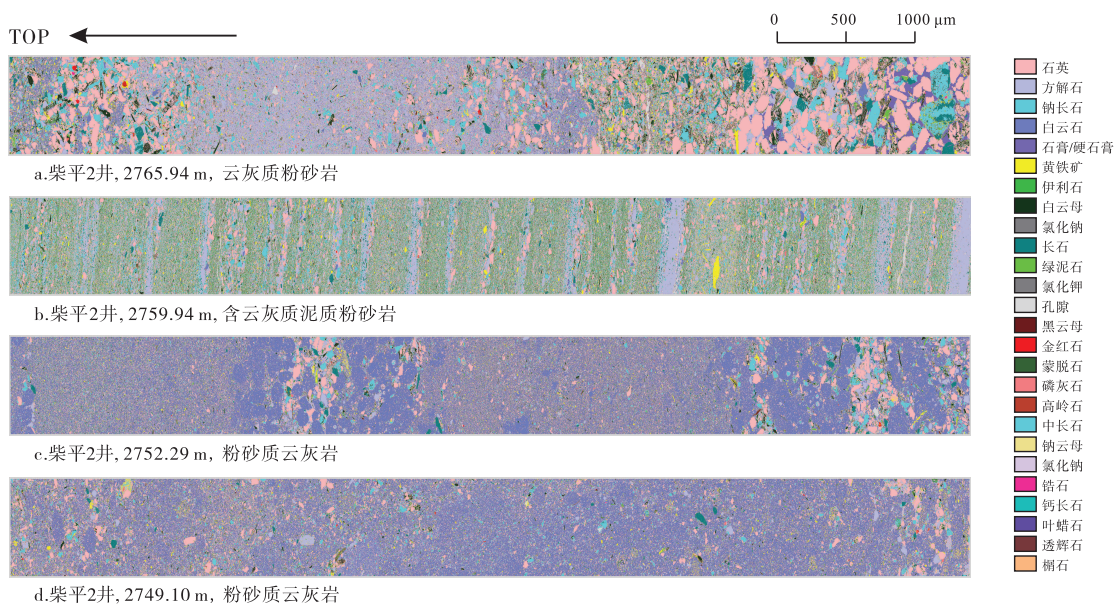 TOP
0 500 1000 μm
a.柴平2井, 2765.94 m, 云灰质粉砂岩
b.柴平2井, 2759.94 m, 含云灰质泥质粉砂岩
c.柴平2井, 2752.29 m, 粉砂质云灰岩
d.柴平2井, 2749.10 m, 粉砂质云灰岩
石英
方解石
钠长石
白云石
石膏/硬石膏
黄铁矿
伊利石
白云母
氯化钠
长石
绿泥石
氯化钾
孔隙
黑云母
金红石
蒙脱石
磷灰石
高岭石
中长石
钠云母
氯化钠
锆石
钙长石
叶蜡石
透辉石
榍石